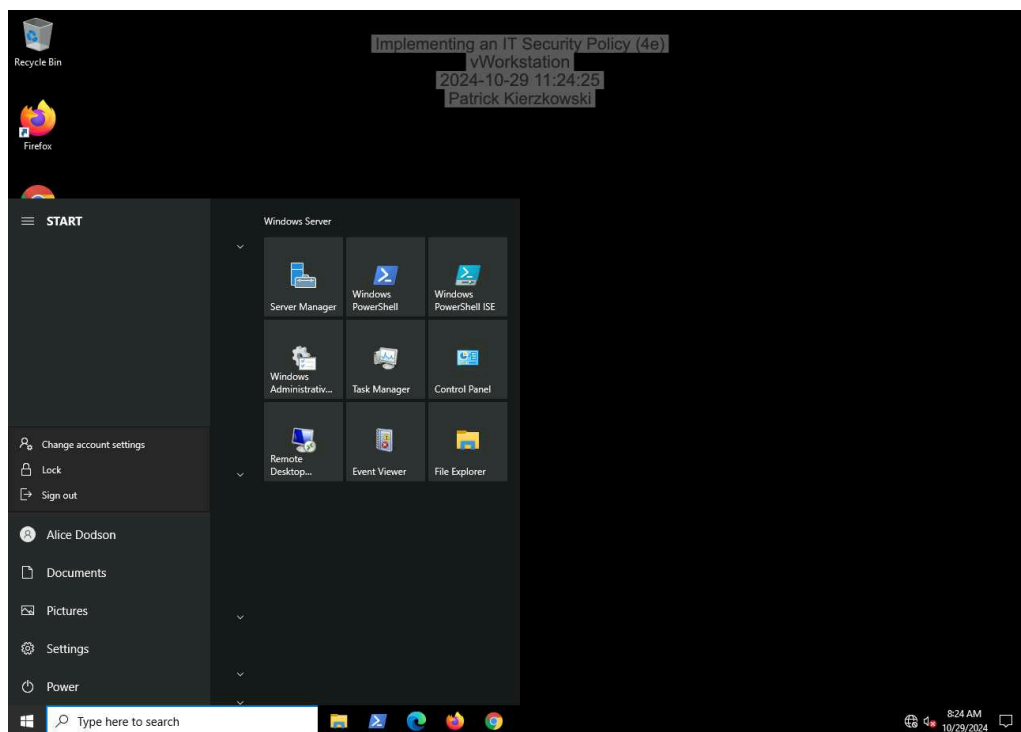 Recycle Bin
Implementing an IT Security Policy (4e)
vWorkstation
2024-10-29 11:24:25
Patrick Kierzkowski
Firefox
START
Windows Server
Server Manager
Windows
PowerShell
Windows
PowerShell ISE
Windows
Administrativ...
Task Manager
Control Panel
Remote
Desktop...
Event Viewer
File Explorer
Change account settings
Lock
Sign out
Alice Dodson
Documents
Pictures
Settings
Power
Type here to search
8:24 AM
10/29/2024